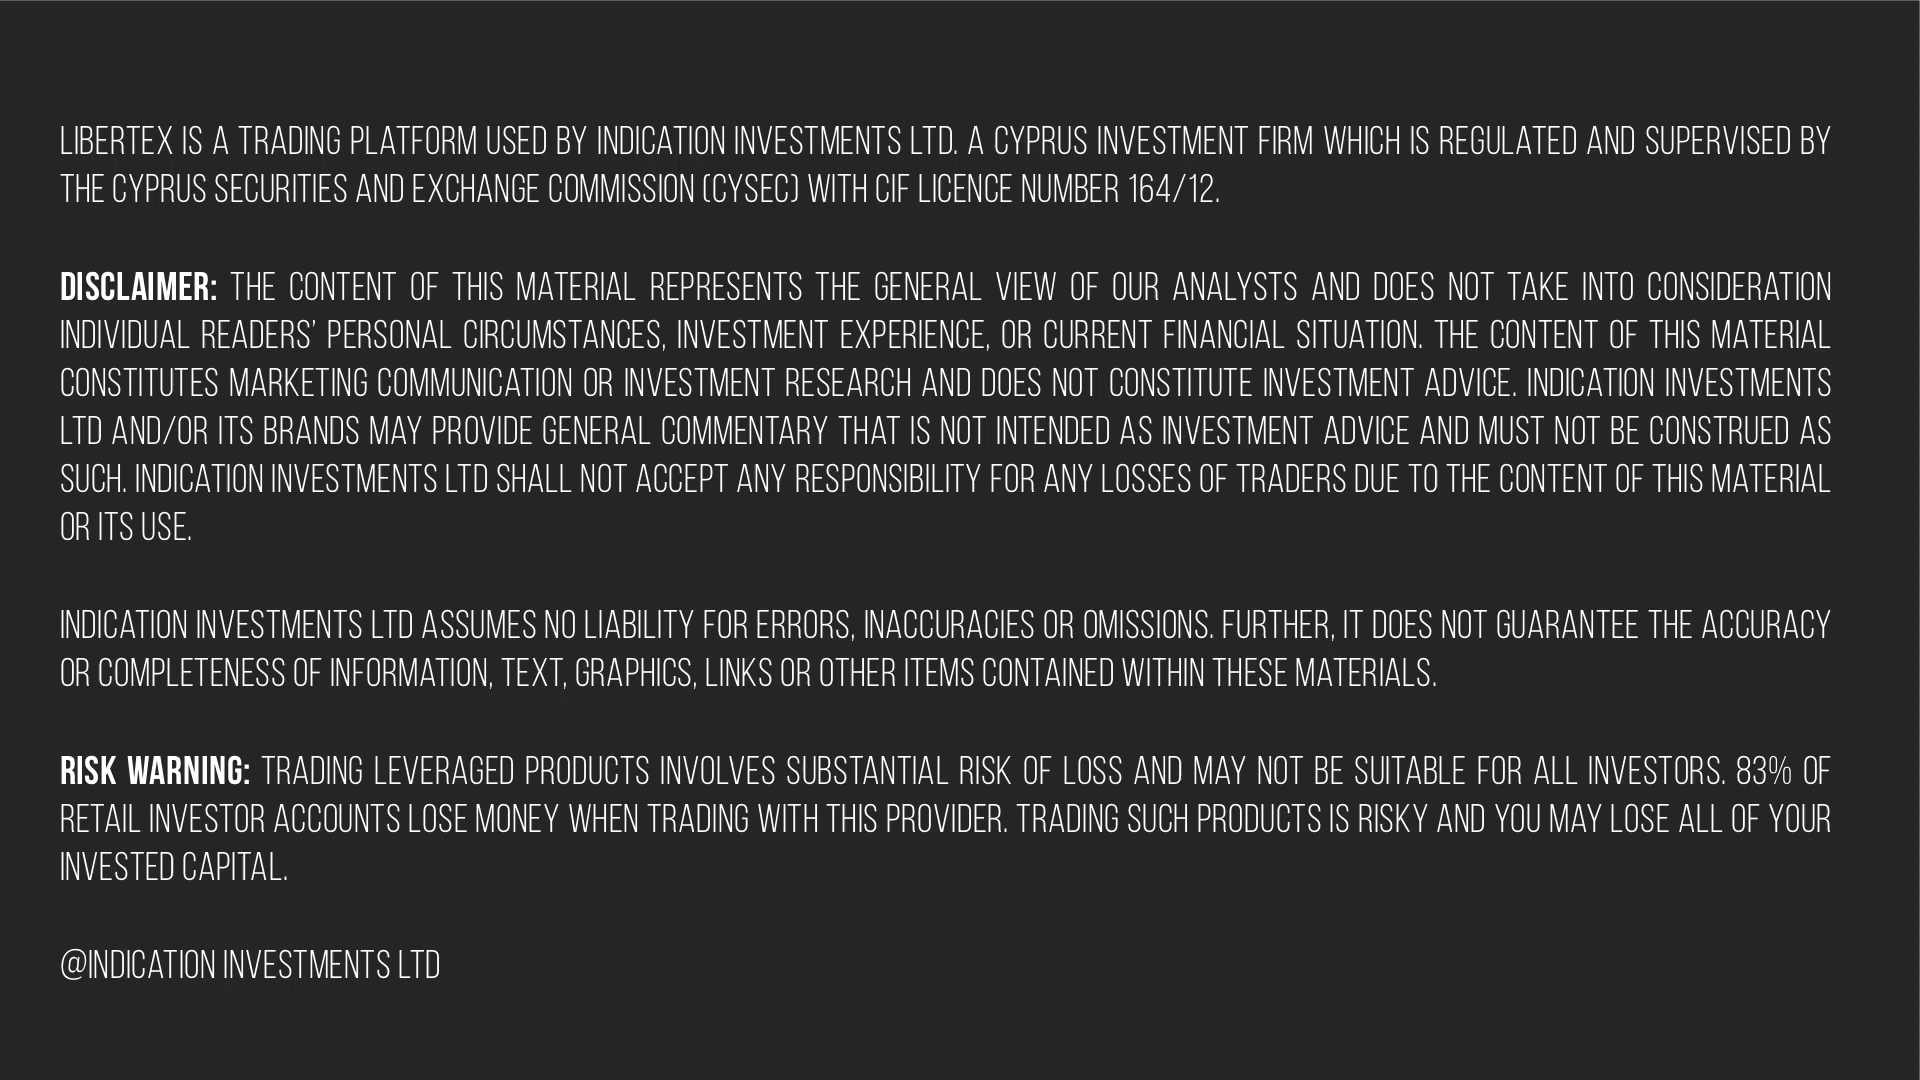 LIBERTEX IS A TRADING PLATFORM USED BY INDICATION INVESTMENTS LTD. A CYPRUS INVESTMENT FIRM WHICH IS REGULATED AND SUPERVISED BY
THE CYPRUS SECURITIES AND EXCHANGE COMMISSION (CYSEC) WITH CIF LICENCE NUMBER 164/12.
DISCLAIMER: THE CONTENT OF THIS MATERIAL REPRESENTS THE GENERAL VIEW OF OUR ANALYSTS AND DOES NOT TAKE INTO CONSIDERATION
INDIVIDUAL READERS’ PERSONAL CIRCUMSTANCES, INVESTMENT EXPERIENCE, OR CURRENT FINANCIAL SITUATION. THE CONTENT OF THIS MATERIAL
CONSTITUTES MARKETING COMMUNICATION OR INVESTMENT RESEARCH AND DOES NOT CONSTITUTE INVESTMENT ADVICE. INDICATION INVESTMENTS
LTD AND/OR ITS BRANDS MAY PROVIDE GENERAL COMMENTARY THAT IS NOT INTENDED AS INVESTMENT ADVICE AND MUST NOT BE CONSTRUED AS
SUCH. INDICATION INVESTMENTS LTD SHALL NOT ACCEPT ANY RESPONSIBILITY FOR ANY LOSSES OF TRADERS DUE TO THE CONTENT OF THIS MATERIAL
OR ITS USE.
INDICATION INVESTMENTS LTD ASSUMES NO LIABILITY FOR ERRORS, INACCURACIES OR OMISSIONS. FURTHER, IT DOES NOT GUARANTEE THE ACCURACY
OR COMPLETENESS OF INFORMATION, TEXT, GRAPHICS, LINKS OR OTHER ITEMS CONTAINED WITHIN THESE MATERIALS.
RISK WARNING: TRADING LEVERAGED PRODUCTS INVOLVES SUBSTANTIAL RISK OF LOSS AND MAY NOT BE SUITABLE FOR ALL INVESTORS. 83% OF
RETAIL INVESTOR ACCOUNTS LOSE MONEY WHEN TRADING WITH THIS PROVIDER. TRADING SUCH PRODUCTS IS RISKY AND YOU MAY LOSE ALL OF YOUR
INVESTED CAPITAL.
@INDICATION INVESTMENTS LTD